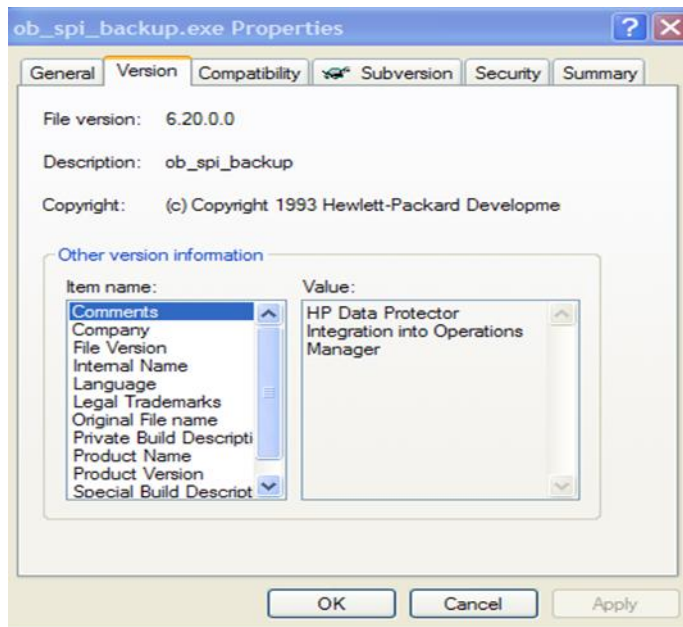 ob_spi_backup.exe Properties
General Version Compatibility Subversion Security Summary
File version: 6.20.0.0
Description: ob_spi_backup
Copyright: (c) Copyright 1993 Hewlett-Packard Developme
Other version information
Item name:
Comments
Company
File Version
Internal Name
Language
Legal Trademarks
Original File name
Private Build Descripti
Product Name
Product Version
Special Build Descript
Value:
HP Data Protector
Integration into Operations
Manager
OK Cancel Apply